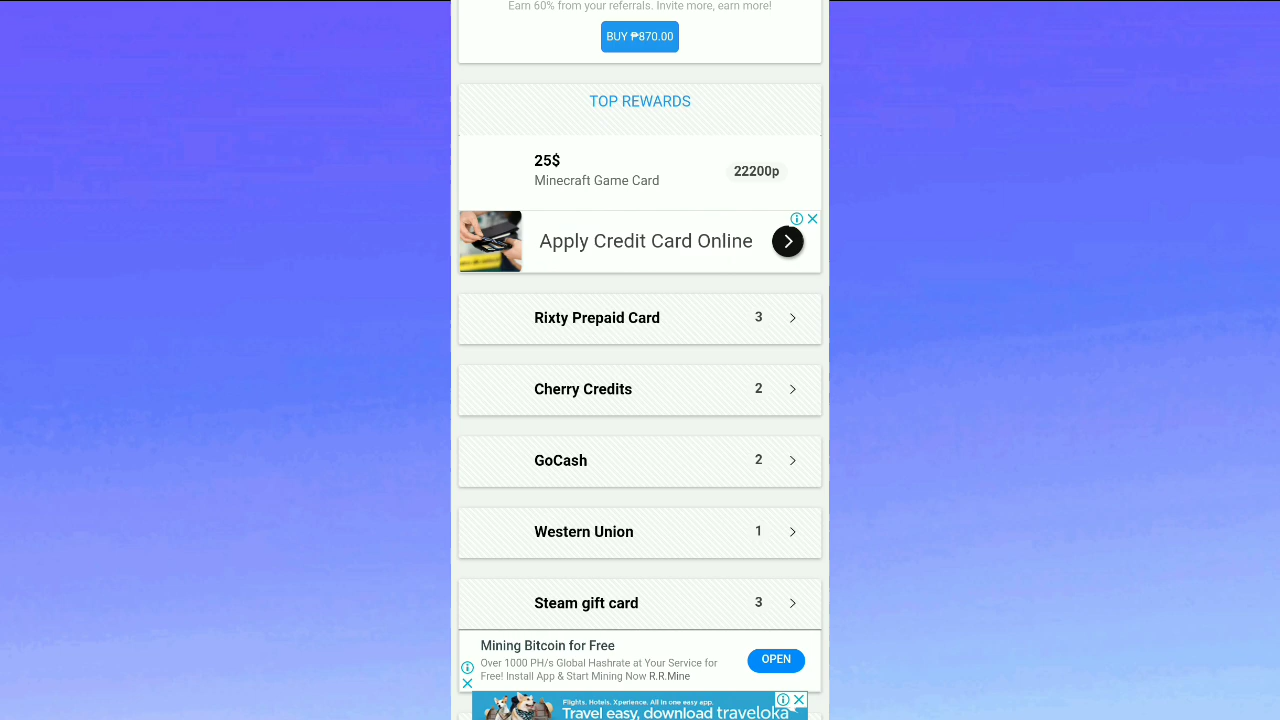 Earn 60% from your referrals. Invite more, earn more!
BUY ₱870.00
TOP REWARDS
25$
Minecraft Game Card
22200p
Apply Credit Card Online
Rixty Prepaid Card 3
Cherry Credits 2
GoCash 2
Western Union 1
Steam gift card 3
Mining Bitcoin for Free
Over 1000 PH/s Global Hashrate at Your Service for
Free! Install App & Start Mining Now R.R.Mine
OPEN
Flights, Hotels, Xperience. All in one easy app.
Travel easy, download traveloka